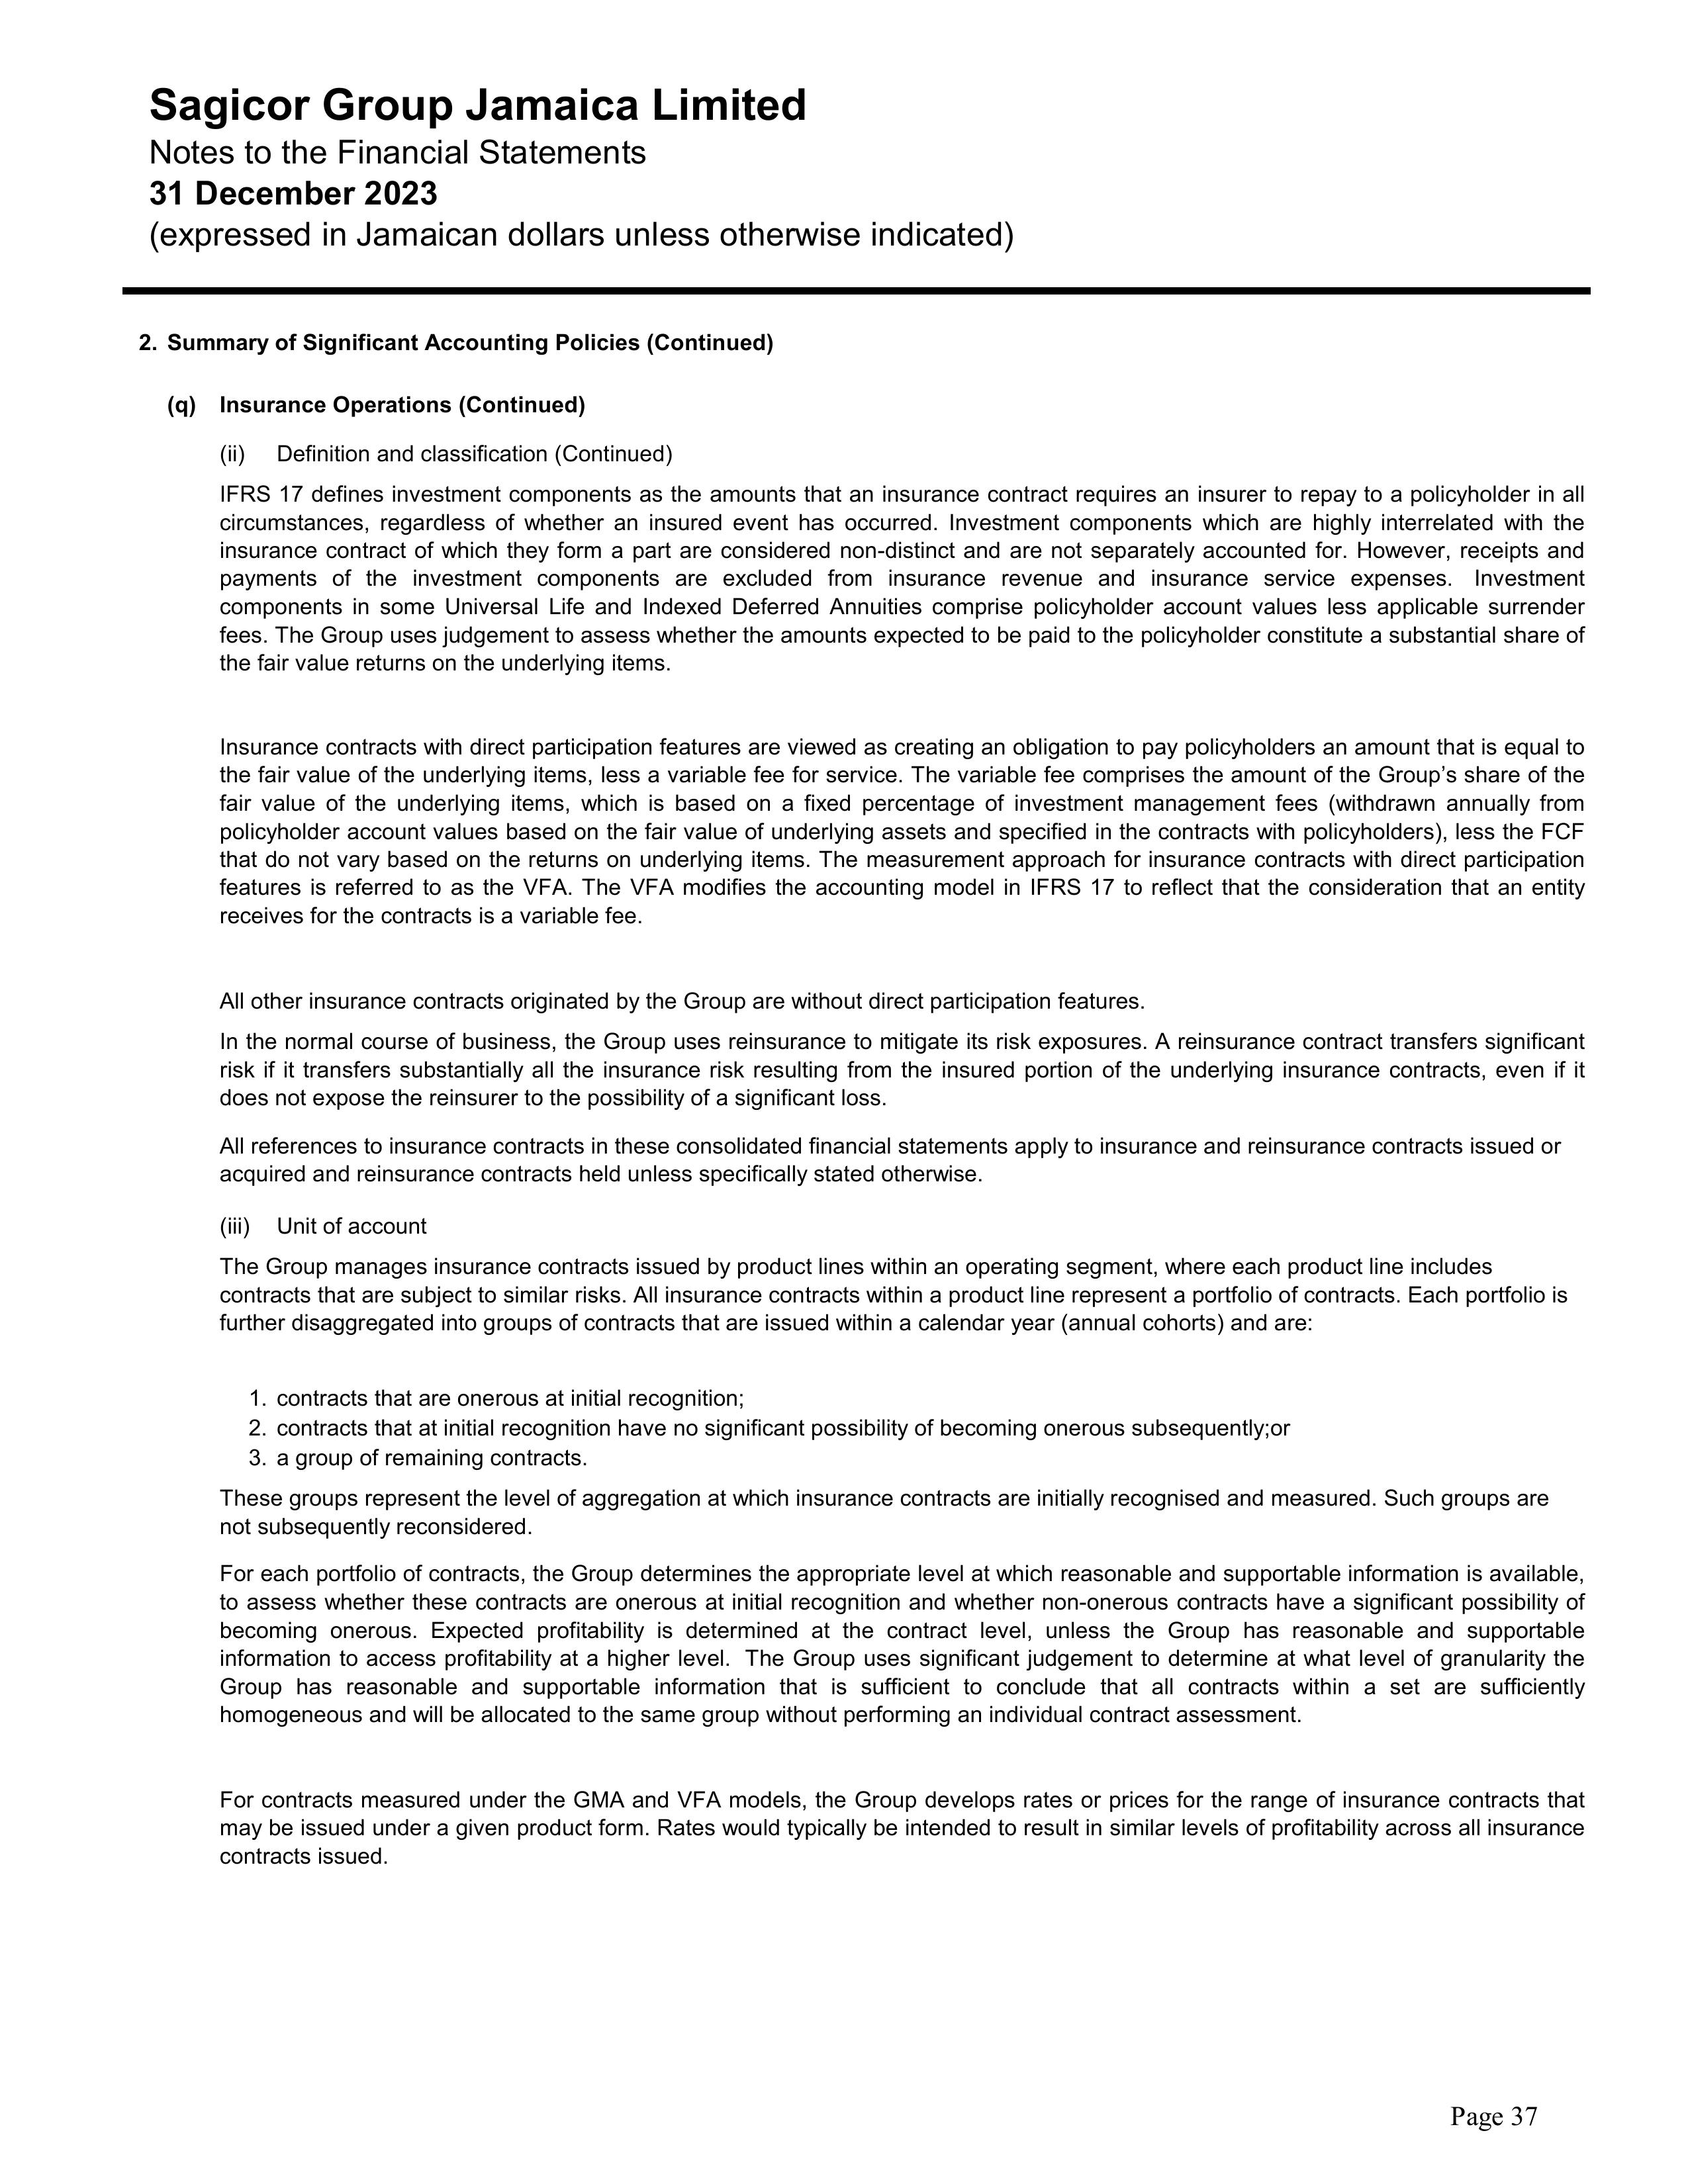 Sagicor Group Jamaica Limited
Notes to the Financial Statements
31 December 2023
(expressed in Jamaican dollars unless otherwise indicated)
2. Summary of Significant Accounting Policies (Continued)
(q) Insurance Operations (Continued)
(ii) Definition and classification (Continued)
IFRS 17 defines investment components as the amounts that an insurance contract requires an insurer to repay to a policyholder in all
circumstances, regardless of whether an insured event has occurred. Investment components which are highly interrelated with the
insurance contract of which they form a part are considered non-distinct and are not separately accounted for. However, receipts and
payments of the investment components are excluded from insurance revenue and insurance service expenses. Investment
components in some Universal Life and Indexed Deferred Annuities comprise policyholder account values less applicable surrender
fees. The Group uses judgement to assess whether the amounts expected to be paid to the policyholder constitute a substantial share of
the fair value returns on the underlying items.
Insurance contracts with direct participation features are viewed as creating an obligation to pay policyholders an amount that is equal to
the fair value of the underlying items, less a variable fee for service. The variable fee comprises the amount of the Group’s share of the
fair value of the underlying items, which is based on a fixed percentage of investment management fees (withdrawn annually from
policyholder account values based on the fair value of underlying assets and specified in the contracts with policyholders), less the FCF
that do not vary based on the returns on underlying items. The measurement approach for insurance contracts with direct participation
features is referred to as the VFA. The VFA modifies the accounting model in IFRS 17 to reflect that the consideration that an entity
receives for the contracts is a variable fee.
All other insurance contracts originated by the Group are without direct participation features.
In the normal course of business, the Group uses reinsurance to mitigate its risk exposures. A reinsurance contract transfers significant
risk if it transfers substantially all the insurance risk resulting from the insured portion of the underlying insurance contracts, even if it
does not expose the reinsurer to the possibility of a significant loss.
All references to insurance contracts in these consolidated financial statements apply to insurance and reinsurance contracts issued or
acquired and reinsurance contracts held unless specifically stated otherwise.
(iii) Unit of account
The Group manages insurance contracts issued by product lines within an operating segment, where each product line includes
contracts that are subject to similar risks. All insurance contracts within a product line represent a portfolio of contracts. Each portfolio is
further disaggregated into groups of contracts that are issued within a calendar year (annual cohorts) and are:
1. contracts that are onerous at initial recognition;
2. contracts that at initial recognition have no significant possibility of becoming onerous subsequently;or
3. a group of remaining contracts.
These groups represent the level of aggregation at which insurance contracts are initially recognised and measured. Such groups are
not subsequently reconsidered.
For each portfolio of contracts, the Group determines the appropriate level at which reasonable and supportable information is available,
to assess whether these contracts are onerous at initial recognition and whether non-onerous contracts have a significant possibility of
becoming onerous. Expected profitability is determined at the contract level, unless the Group has reasonable and supportable
information to access profitability at a higher level. The Group uses significant judgement to determine at what level of granularity the
Group has reasonable and supportable information that is sufficient to conclude that all contracts within a set are sufficiently
homogeneous and will be allocated to the same group without performing an individual contract assessment.
For contracts measured under the GMA and VFA models, the Group develops rates or prices for the range of insurance contracts that
may be issued under a given product form. Rates would typically be intended to result in similar levels of profitability across all insurance
contracts issued.
Page 37